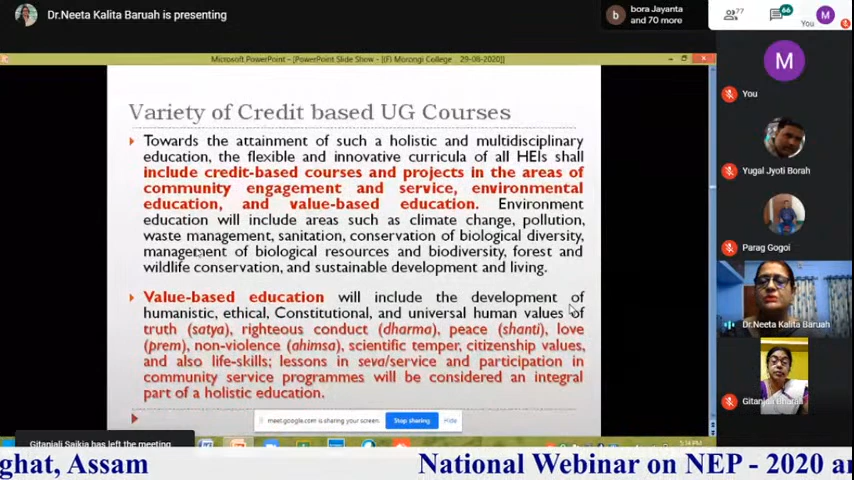 Dr.Neeta Kalita Baruah is presenting
bora Jayanta
and 70 more
77
66
You
M
Microsoft PowerPoint - [PowerPoint Slide Show - [(FI Morongi College 29-08-2020)]
Variety of Credit based UG Courses
Towards the attainment of such a holistic and multidisciplinary
education, the flexible and innovative curricula of all HEIs shall
include credit-based courses and projects in the areas of
community engagement and service, environmental
education, and value-based education. Environment
education will include areas such as climate change, pollution,
waste management, sanitation, conservation of biological diversity,
management of biological resources and biodiversity, forest and
wildlife conservation, and sustainable development and living.
Value-based education will include the development of
humanistic, ethical, Constitutional, and universal human values of
truth (satya), righteous conduct (dharma), peace (shanti), love
(prem), non-violence (ahimsa), scientific temper, citizenship values,
and also life-skills; lessons in seva/service and participation in
community service programmes will be considered an integral
part of a holistic education.
meet.google.com is sharing your screen.
Stop sharing
Hide
M
You
Yugal Jyoti Borah
Parag Gogoi
Dr.Neeta Kalita Baruah
Gitanjali Saikia has left the meeting
5:14 PM
ghat, Assam
National Webinar on NEP - 2020 a